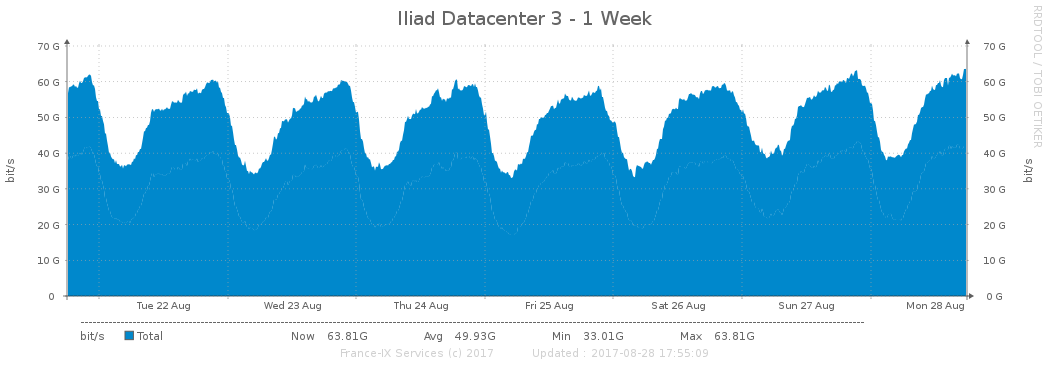 Iliad Datacenter 3 - 1 Week
RRDTOOL / TOBI OETIKER
bit/s
70 G 70 G
60 G 60 G
50 G 50 G
40 G 40 G
30 G 30 G
20 G 20 G
10 G 10 G
0 0 G
bit/s
Tue 22 Aug Wed 23 Aug Thu 24 Aug Fri 25 Aug Sat 26 Aug Sun 27 Aug Mon 28 Aug
bit/s Total Now 63.81G Avg 49.93G Min 33.01G Max 63.81G
France-IX Services (c) 2017 Updated : 2017-08-28 17:55:09